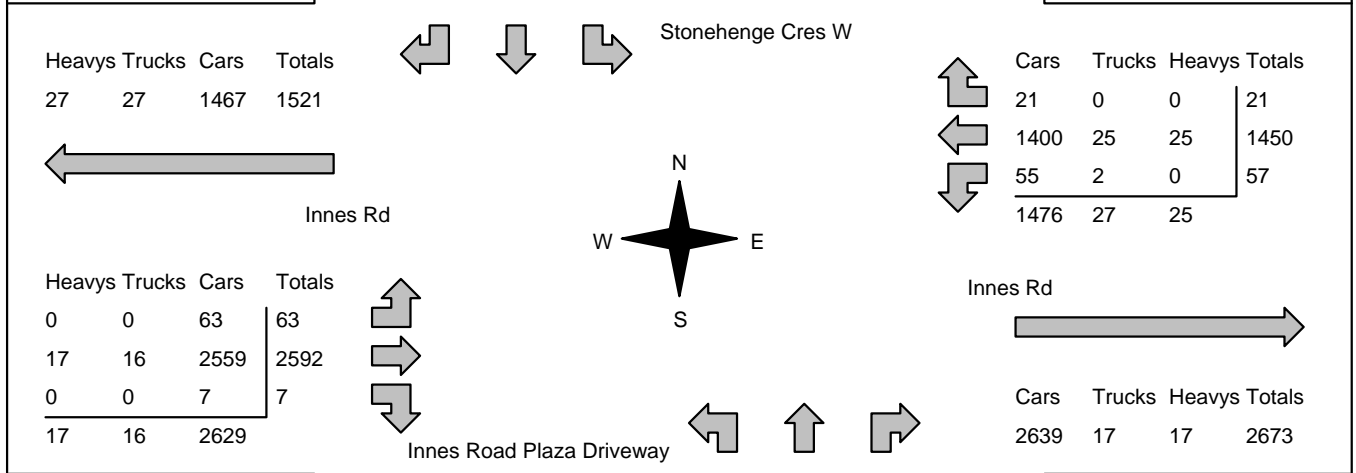 Stonehenge Cres W
Heavys Trucks Cars Totals
27 27 1467 1521
Cars Trucks Heavys Totals
21 0 0 21
1400 25 25 1450
55 2 0 57
1476 27 25
Innes Rd
N
W E
S
Heavys Trucks Cars Totals
0 0 63 63
17 16 2559 2592
0 0 7 7
17 16 2629
Innes Rd
Innes Road Plaza Driveway
Cars Trucks Heavys Totals
2639 17 17 2673